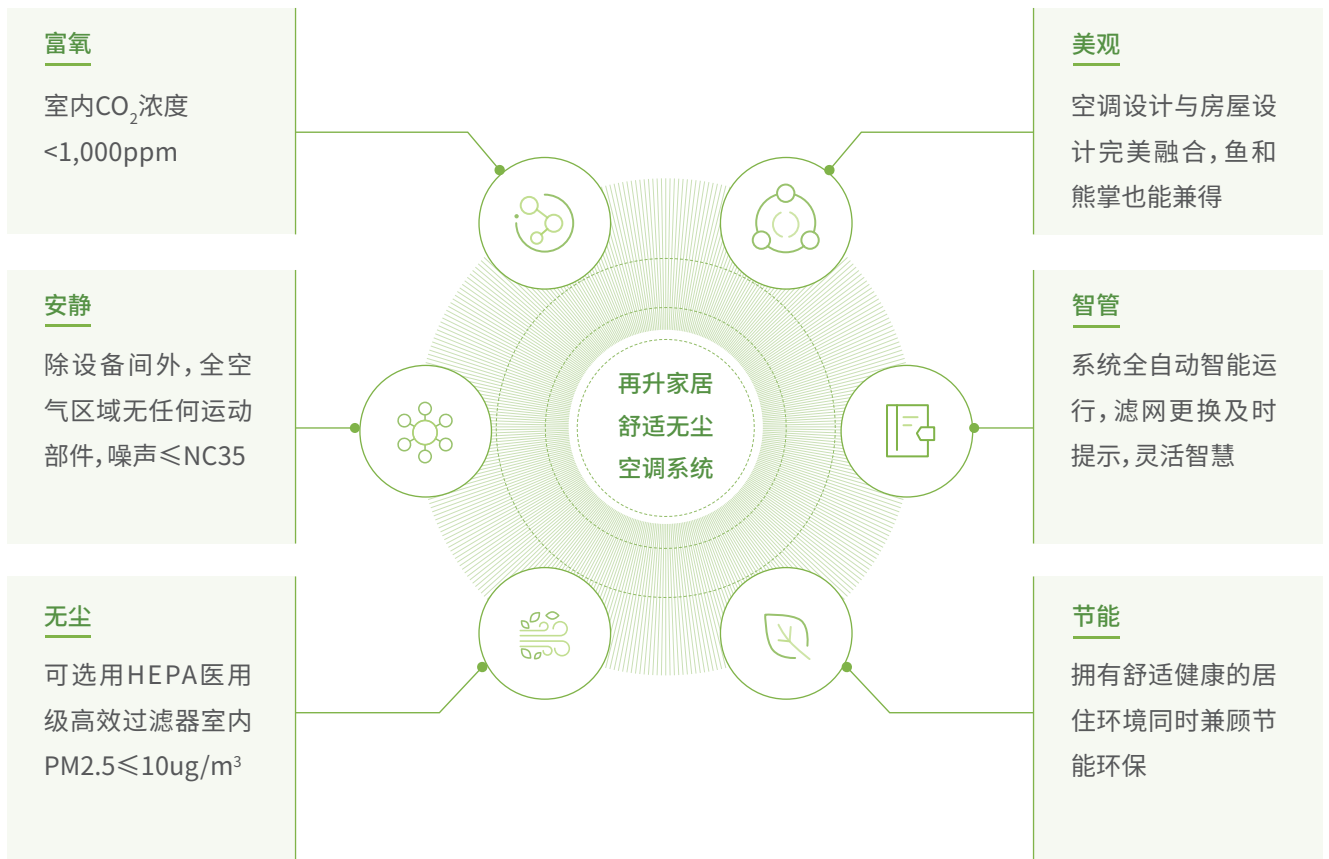 富氧
室内CO₂浓度
<1,000ppm
安静
除设备间外,全空
气区域无任何运动
部件,噪声≤NC35
无尘
可选用HEPA医用
级高效过滤器室内
PM2.5≤10ug/m³
再升家居
舒适无尘
空调系统
美观
空调设计与房屋设
计完美融合,鱼和
熊掌也能兼得
智管
系统全自动智能运
行,滤网更换及时
提示,灵活智慧
节能
拥有舒适健康的居
住环境同时兼顾节
能环保